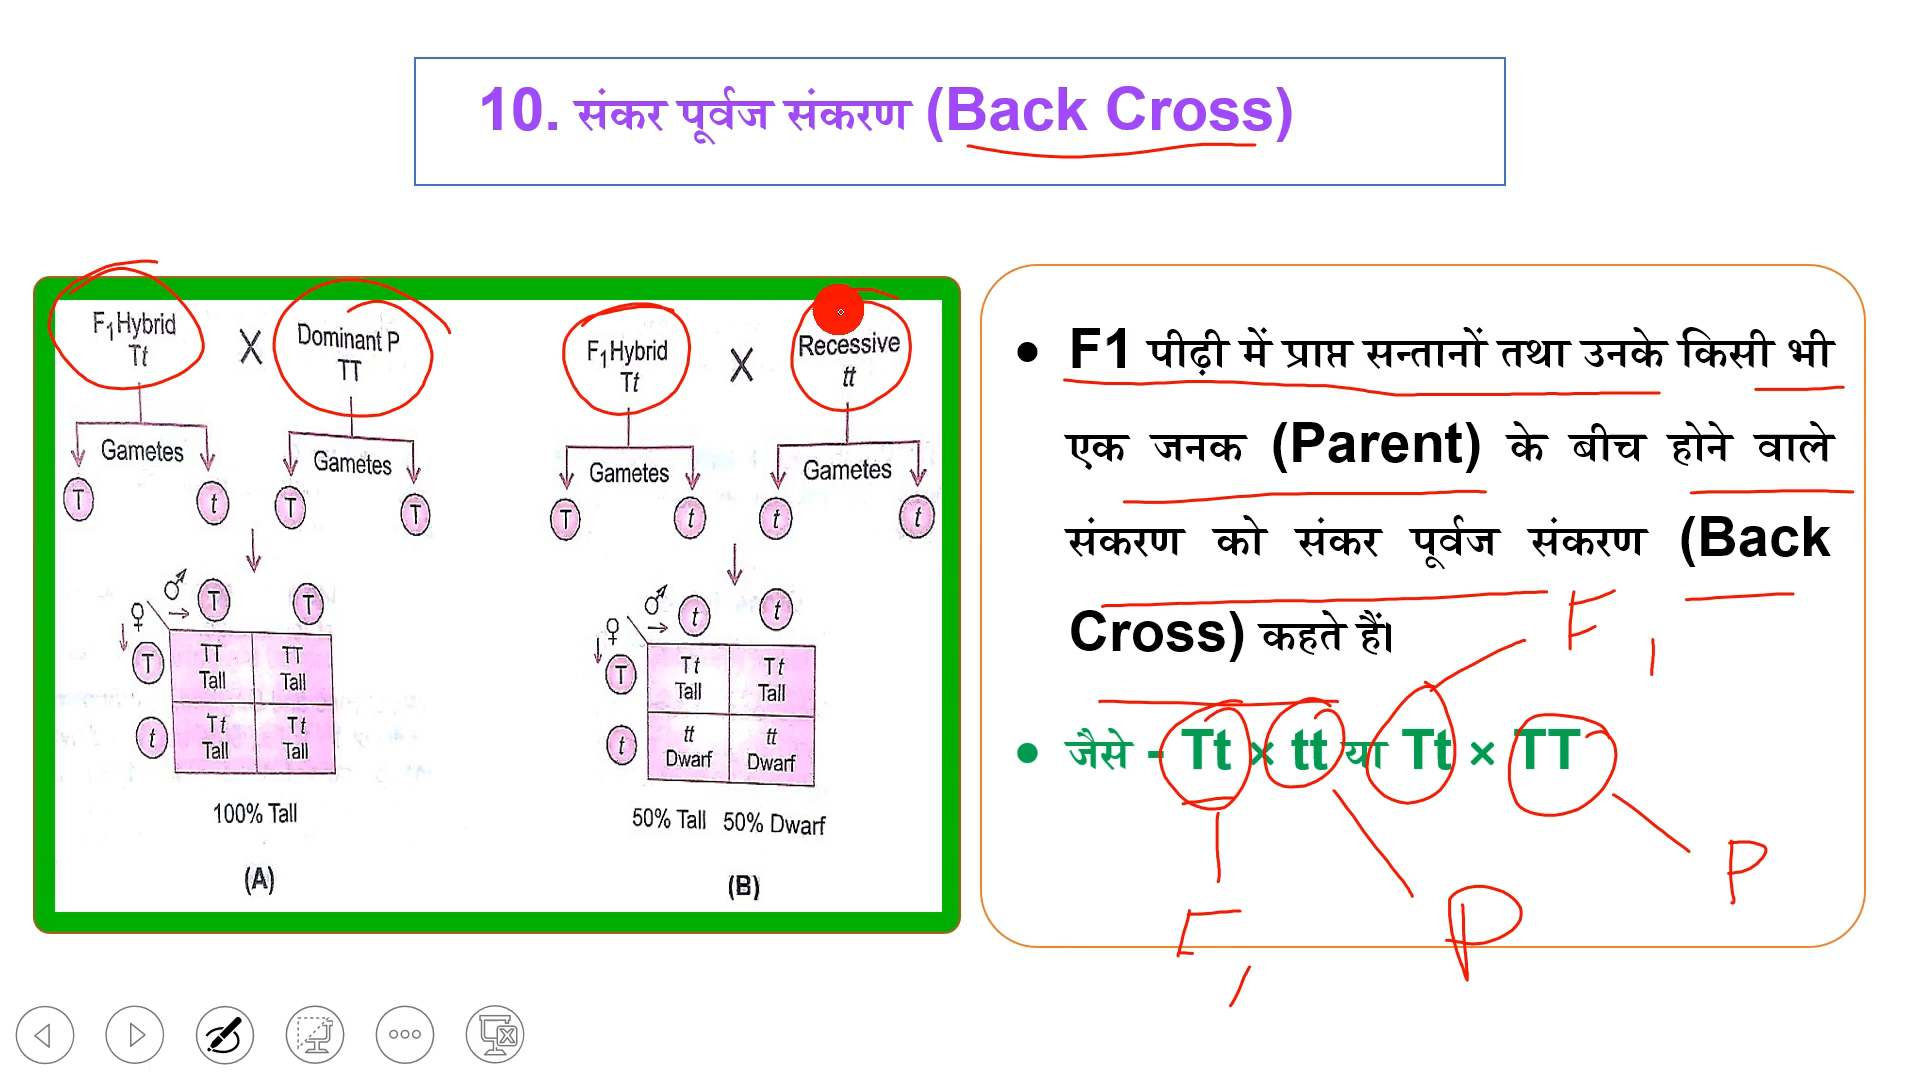 10. संकर पूर्वज संकरण (Back Cross)
F1 Hybrid
Tt
X
Dominant P
TT
Gametes
Gametes
T
t
T
T
♂ T T
♀
T TT Tall TT Tall
t Tt Tall Tt Tall
100% Tall
(A)
F1 Hybrid
Tt
X
Recessive
tt
Gametes
Gametes
T
t
t
t
♂ t t
♀
T Tt Tall Tt Tall
t tt Dwarf tt Dwarf
50% Tall 50% Dwarf
(B)
• F1 पीढ़ी में प्राप्त सन्तानों तथा उनके किसी भी
एक जनक (Parent) के बीच होने वाले
संकरण को संकर पूर्वज संकरण (Back
Cross) कहते हैं।
F1
• जैसे - Tt × tt या Tt × TT
P
F1
P